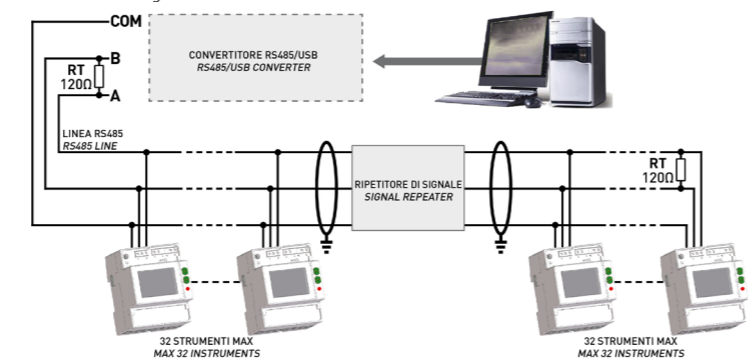 COM
B
RT
120Ω
A
CONVERTITORE RS485/USB
RS485/USB CONVERTER
LINEA RS485
RS485 LINE
RIPETITORE DI SIGNALE
SIGNAL REPEATER
RT
120Ω
32 STRUMENTI MAX
MAX 32 INSTRUMENTS
32 STRUMENTI MAX
MAX 32 INSTRUMENTS